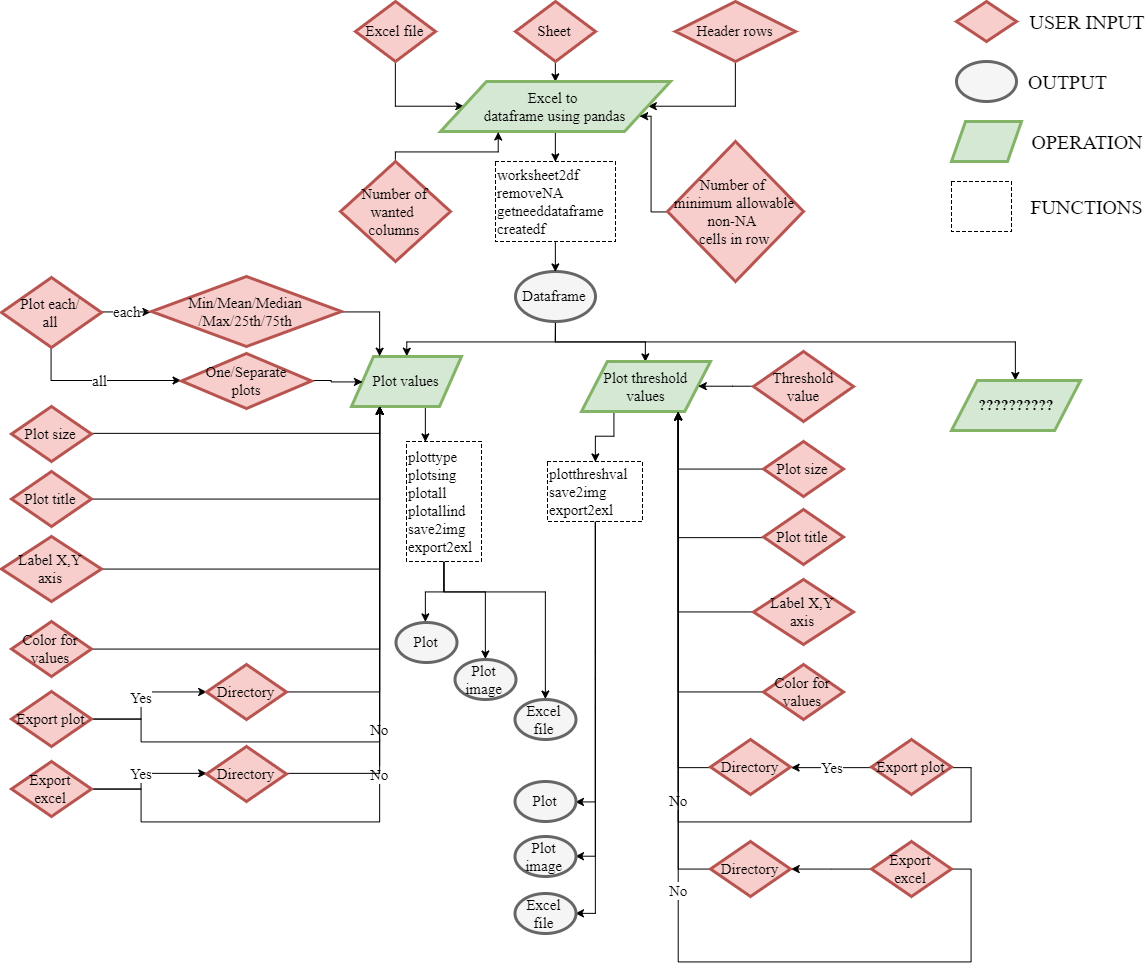 Excel file
Sheet
Header rows
USER INPUT
OUTPUT
OPERATION
FUNCTIONS
Excel to
dataframe using pandas
Number of
wanted
columns
worksheet2df
removeNA
getneeddataframe
createdf
Number of
minimum allowable
non-NA
cells in row
Dataframe
Plot each/
all
each
Min/Mean/Median
/Max/25th/75th
all
One/Separate
plots
Plot values
Plot threshold
values
Threshold
value
??????????
Plot size
Plot title
Label X,Y
axis
Color for
values
Export plot
Yes
Directory
No
Export
excel
Yes
Directory
No
plottype
plotsing
plotall
plotallind
save2img
export2exl
Plot
Plot
image
Excel
file
plotthreshval
save2img
export2exl
Plot
Plot
image
Excel
file
Plot size
Plot title
Label X,Y
axis
Color for
values
Directory
Yes
Export plot
No
Directory
Export
excel
No